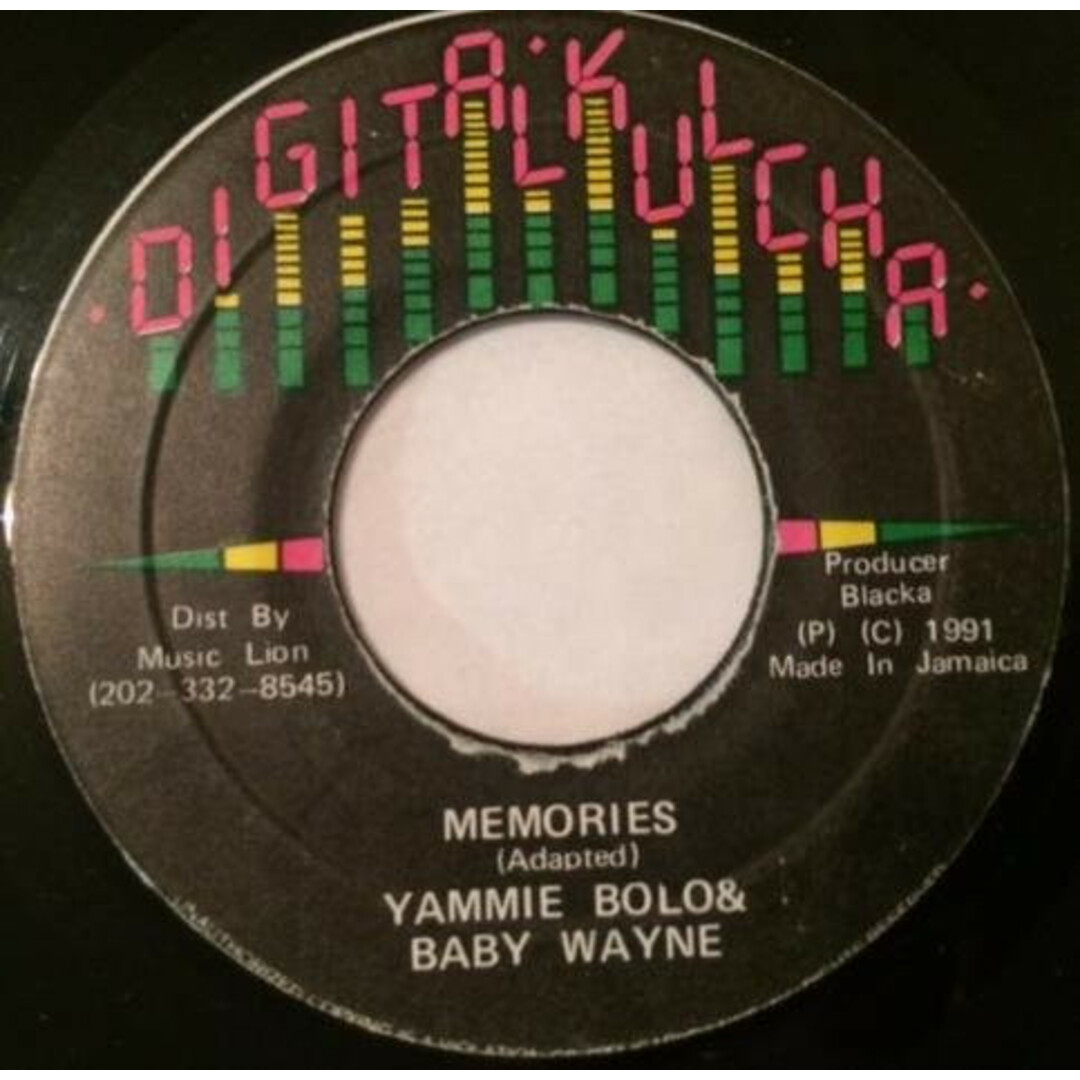 DIGITAL KULCHA
Dist By
Music Lion
(202-332-8545)
Producer
Blacka
(P) (C) 1991
Made In Jamaica
MEMORIES
(Adapted)
YAMMIE BOLO&
BABY WAYNE